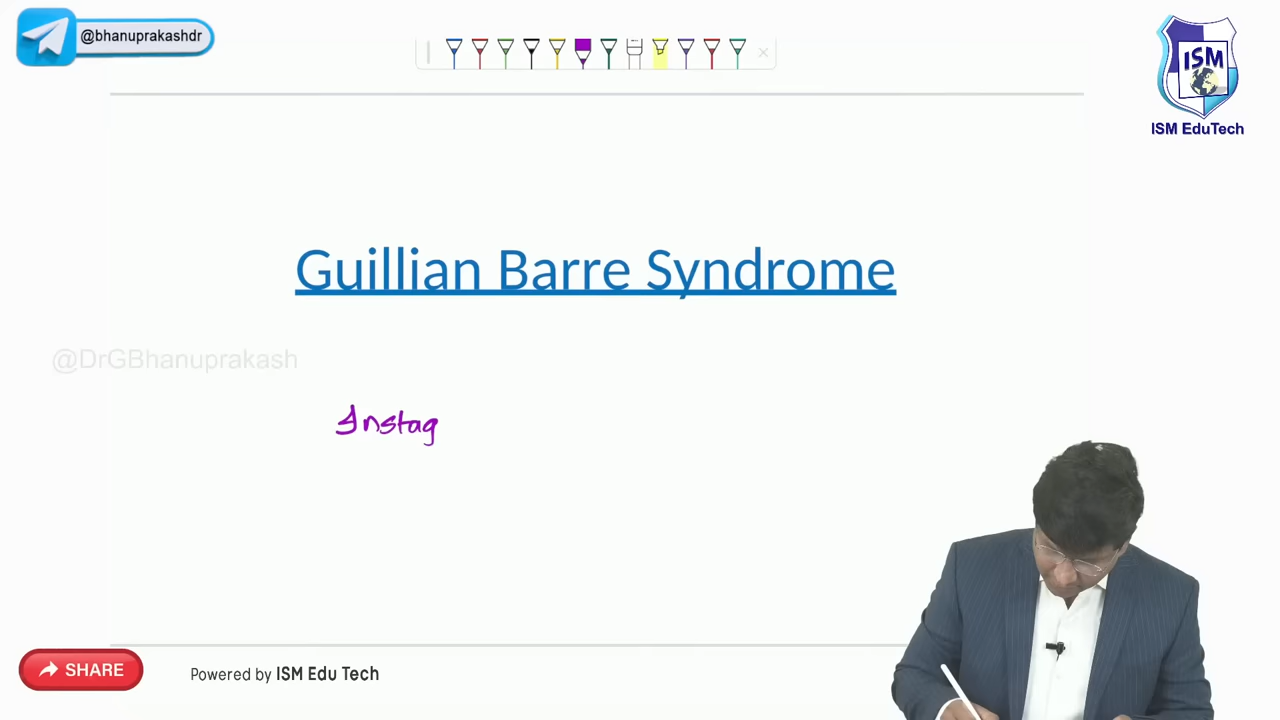 @bhanuprakashdr
ISM
ISM EduTech
Guillian Barre Syndrome
@DrGBhanuprakash
Instag
SHARE
Powered by ISM Edu Tech